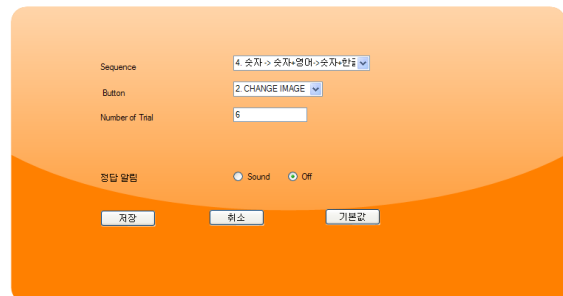 Sequence 4. 숫자 -> 숫자+영어->숫자+한글
Button 2. CHANGE IMAGE
Number of Trial 6
정답 알림 Sound Off
저장 취소 기본값